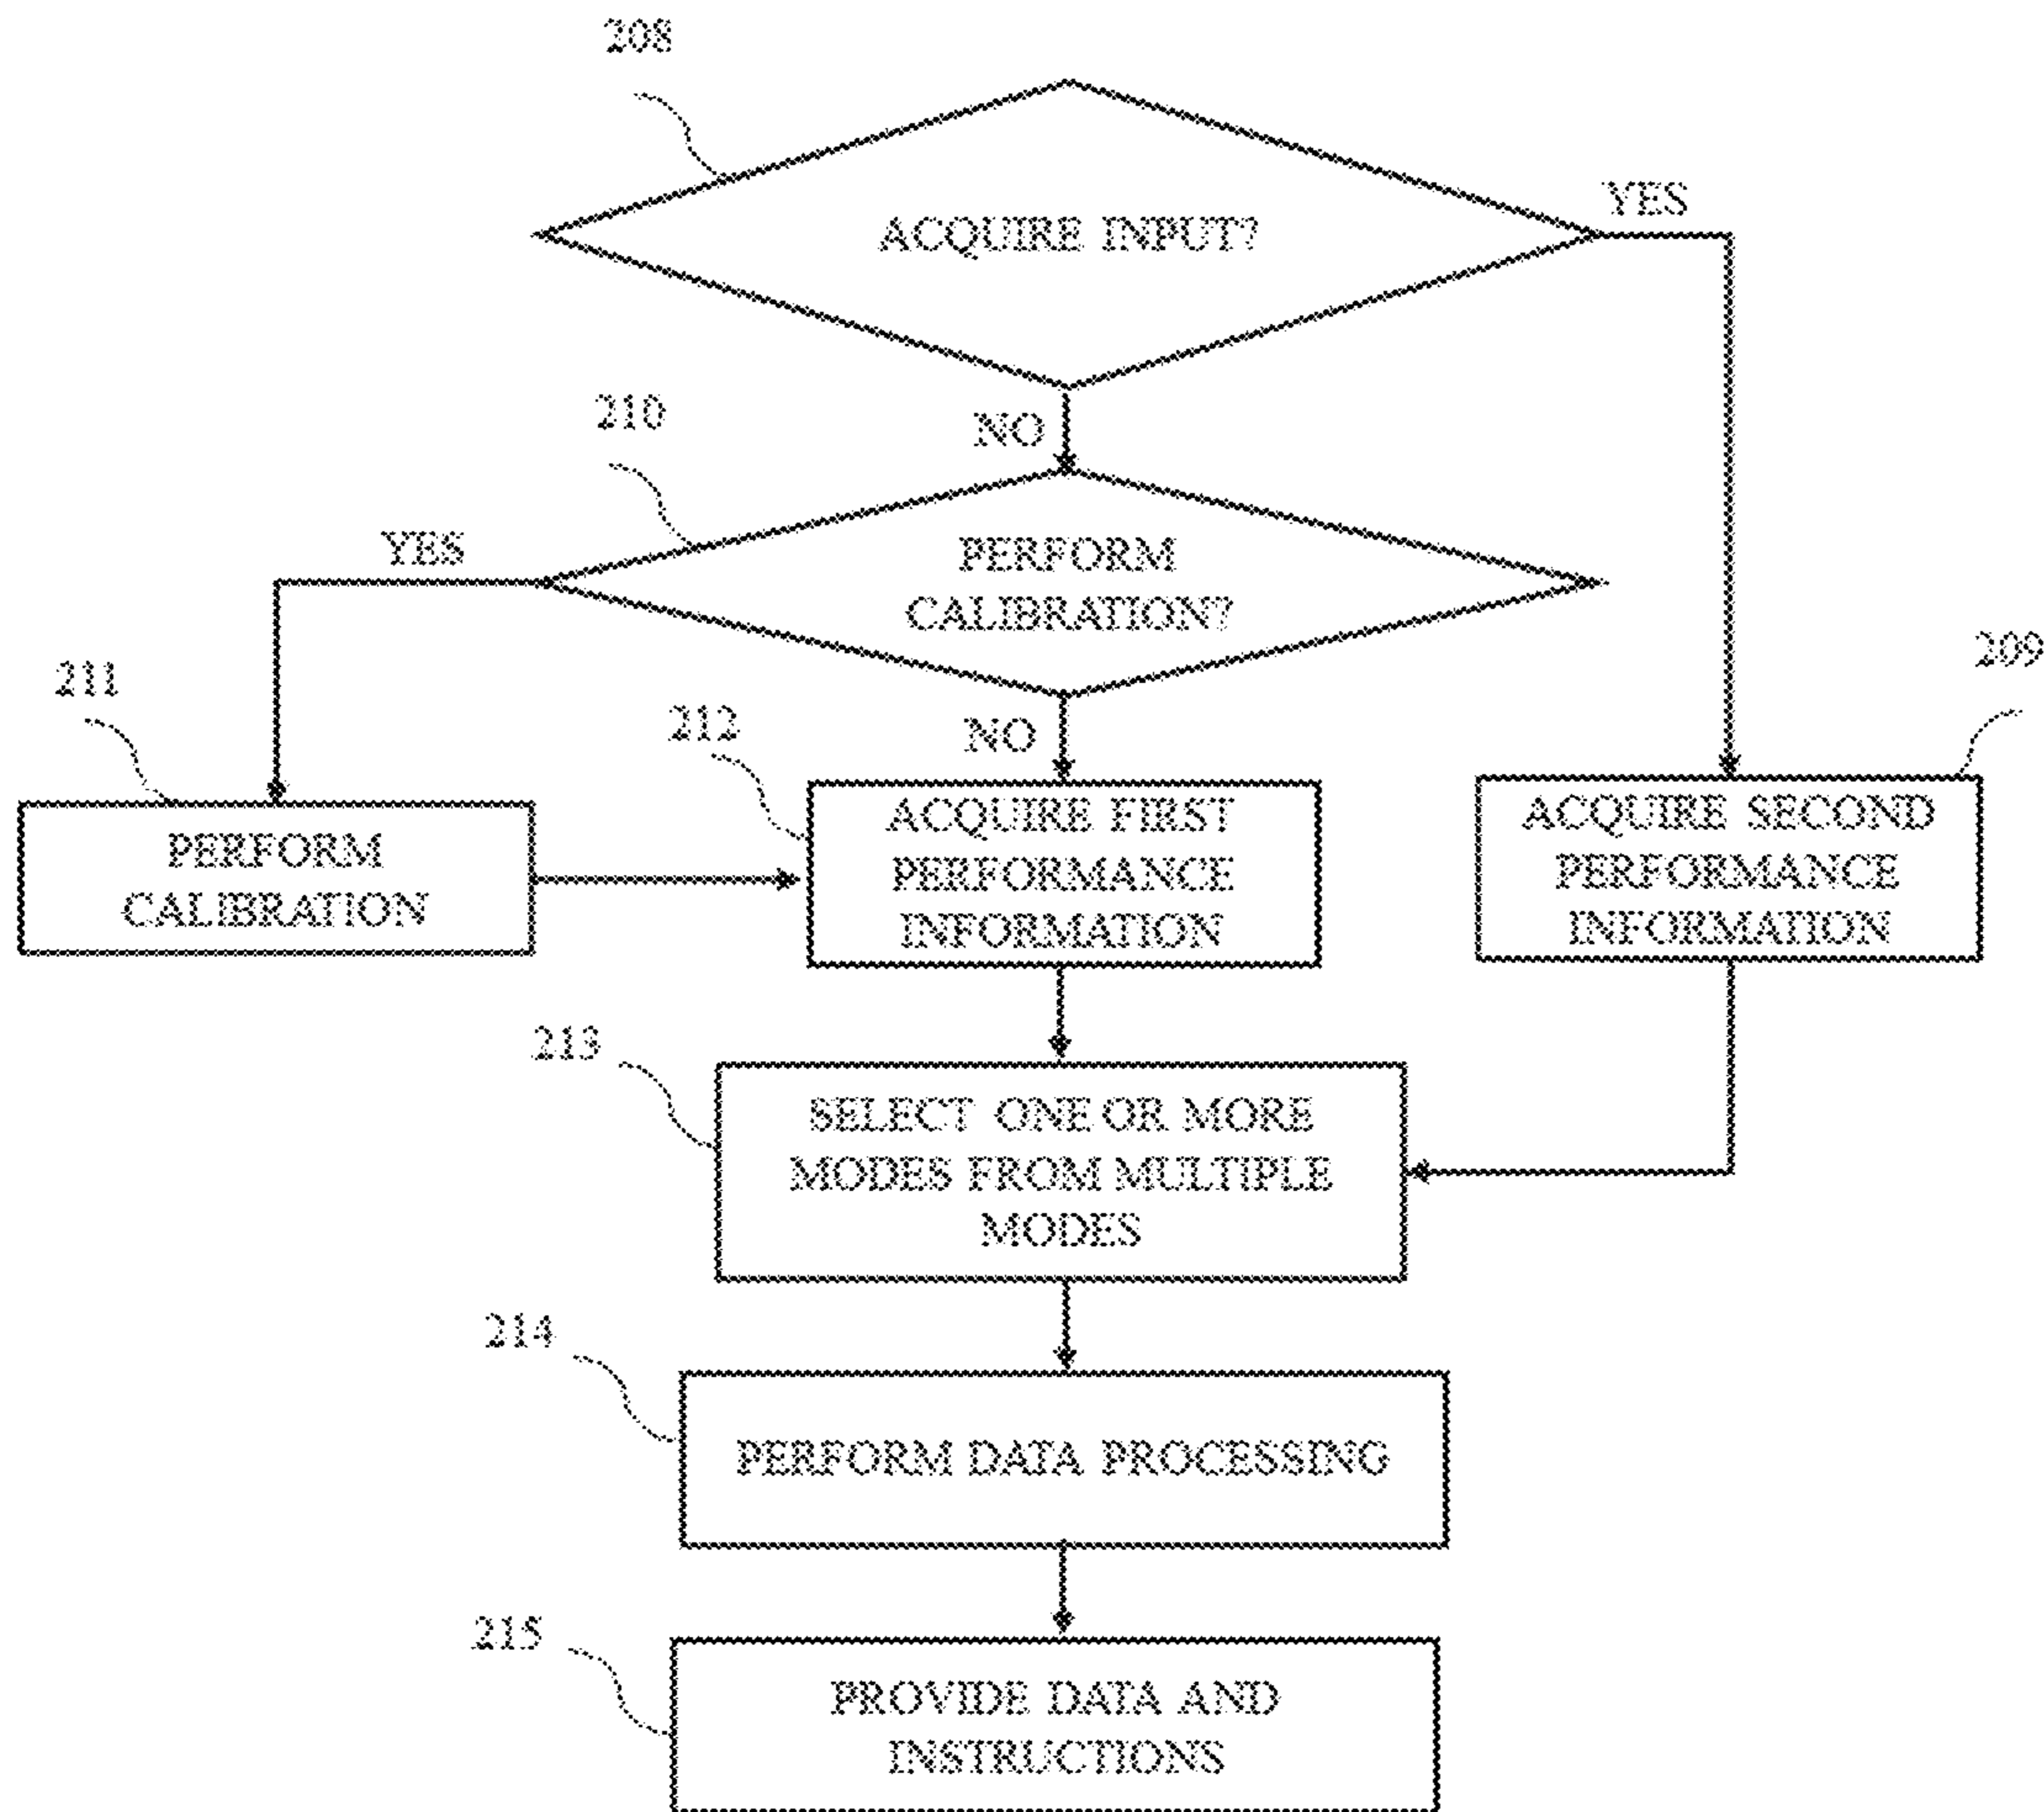 208
ACQUIRE INPUT?
YES
NO
210
PERFORM
CALIBRATION?
YES
NO
211
PERFORM
CALIBRATION
212
ACQUIRE FIRST
PERFORMANCE
INFORMATION
209
ACQUIRE SECOND
PERFORMANCE
INFORMATION
213
SELECT ONE OR MORE
MODES FROM MULTIPLE
MODES
214
PERFORM DATA PROCESSING
215
PROVIDE DATA AND
INSTRUCTIONS